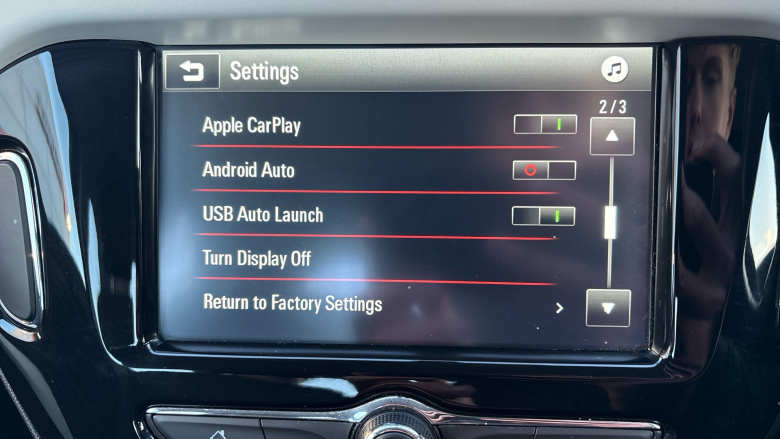 Settings
2/3
Apple CarPlay
Android Auto
USB Auto Launch
Turn Display Off
Return to Factory Settings